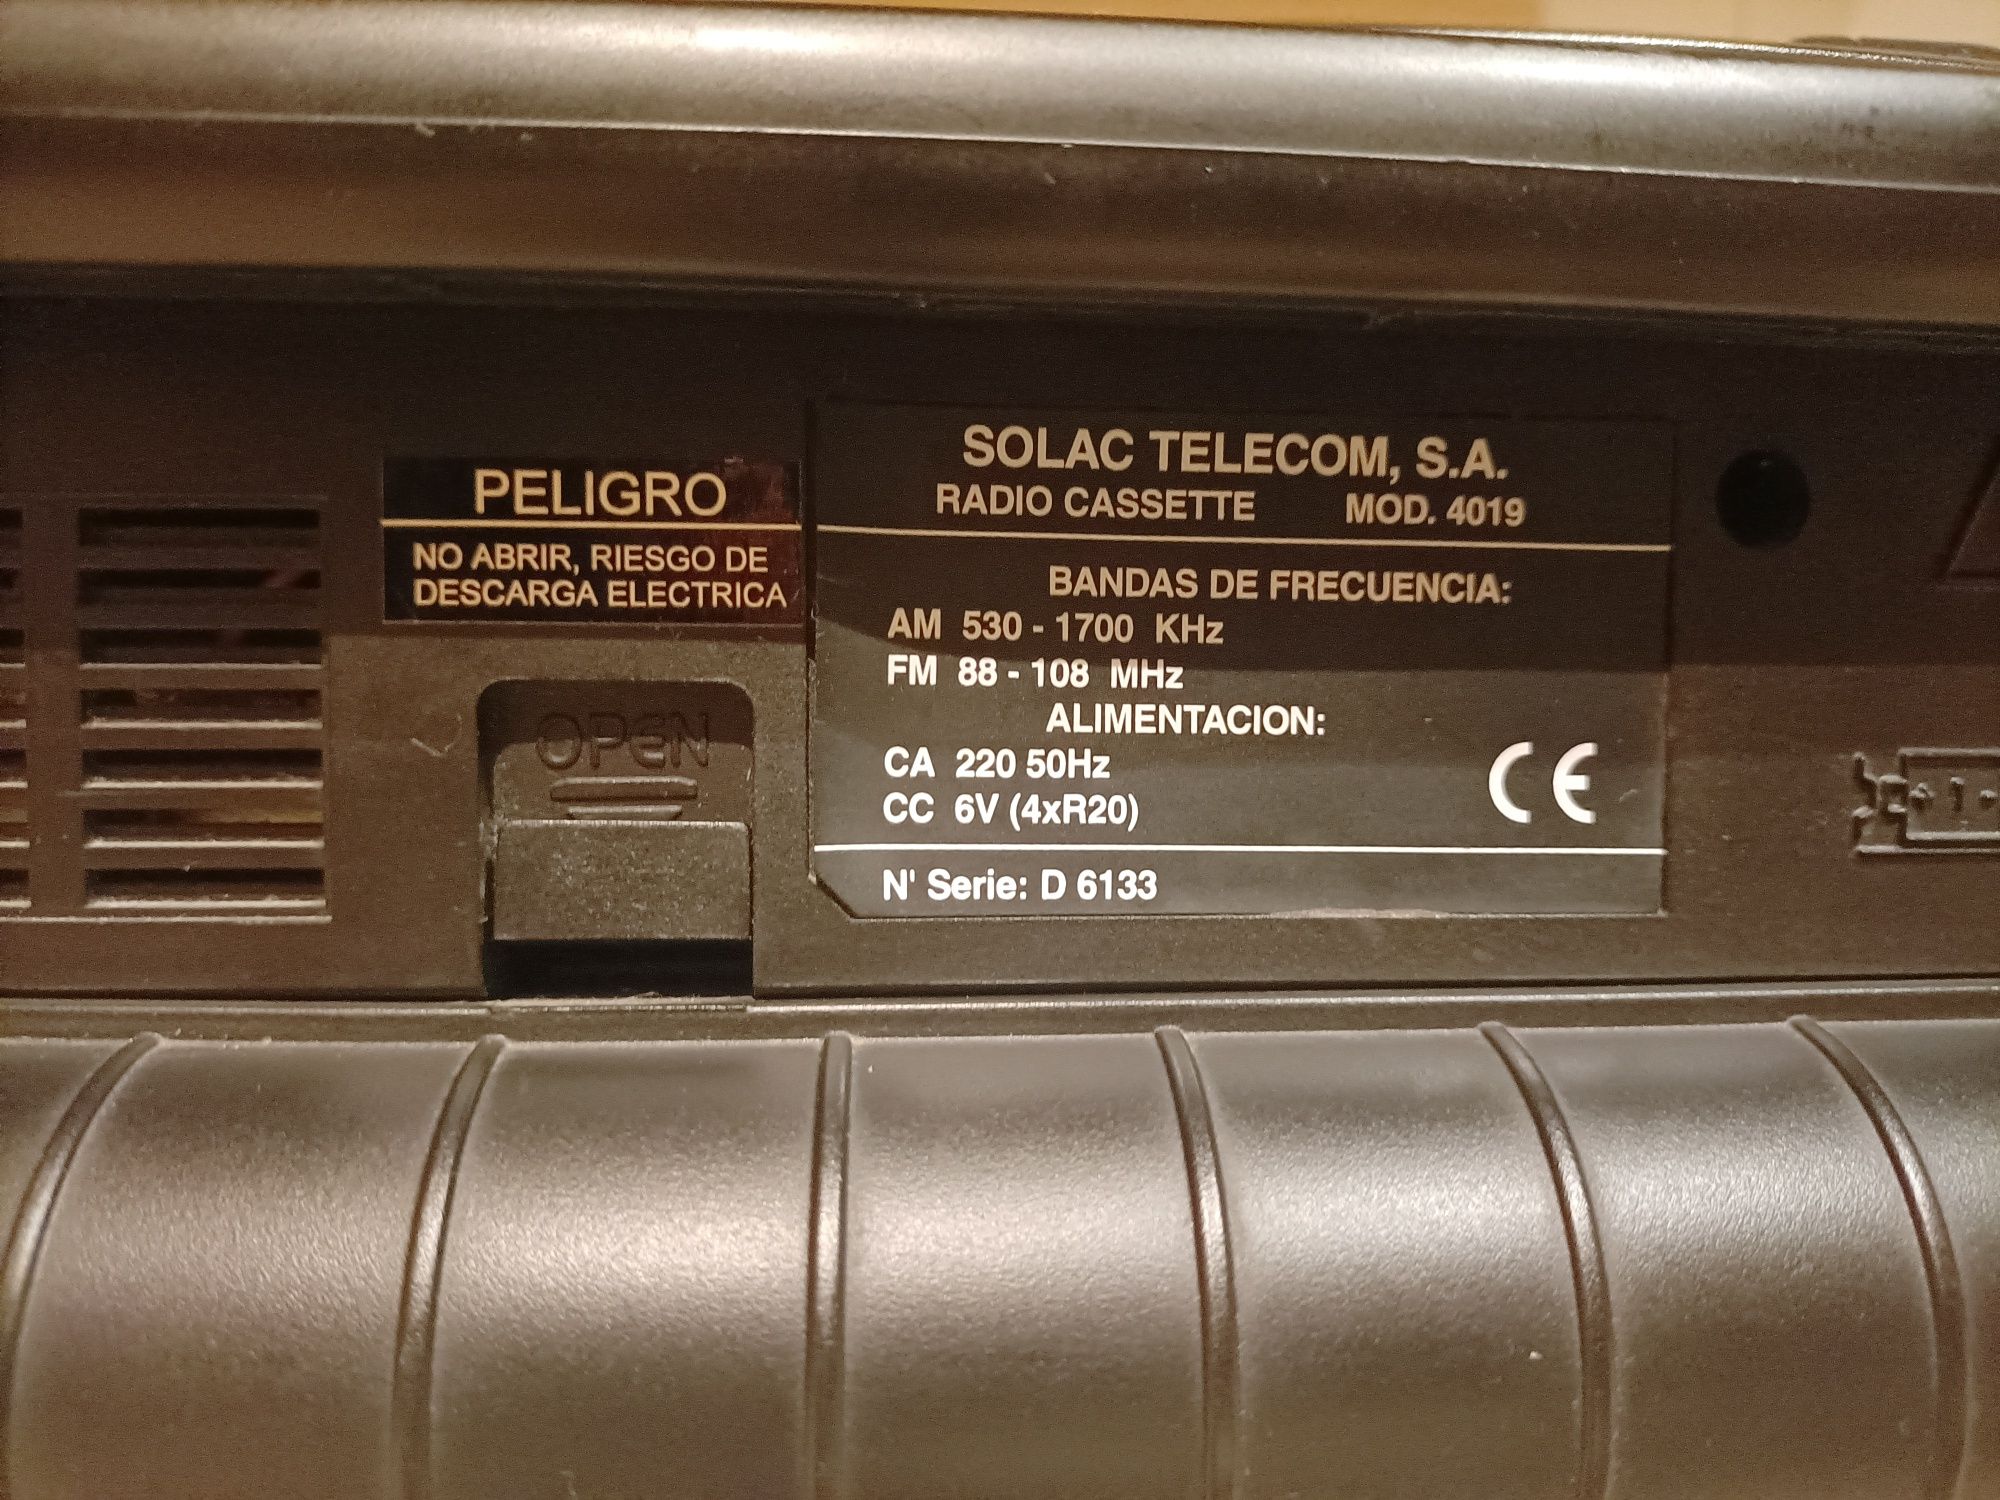 PELIGRO
NO ABRIR, RIESGO DE
DESCARGA ELECTRICA
OPEN
SOLAC TELECOM, S.A.
RADIO CASSETTE MOD. 4019
BANDAS DE FRECUENCIA:
AM 530 - 1700 KHz
FM 88 - 108 MHz
ALIMENTACION:
CA 220 50Hz
CC 6V (4xR20)
CE
N' Serie: D 6133
+ 1 -